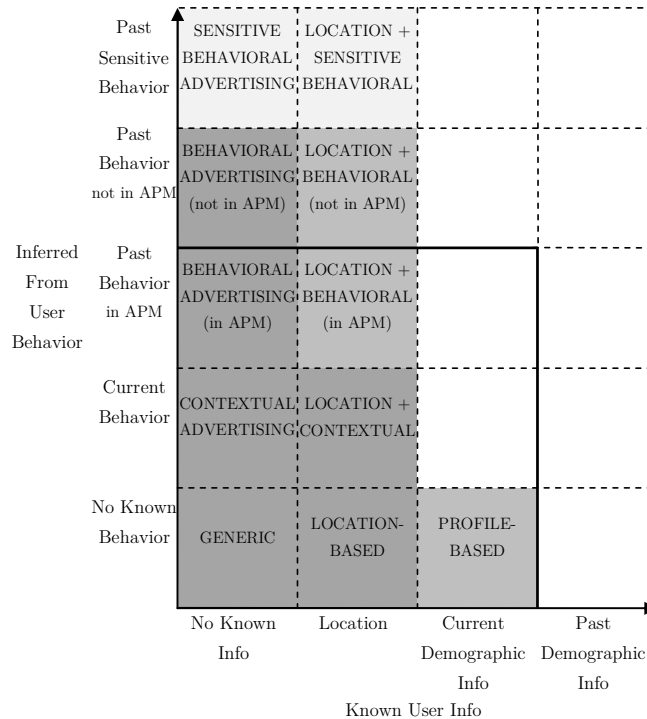 Past
Sensitive
Behavior
SENSITIVE
BEHAVIORAL
ADVERTISING
LOCATION +
SENSITIVE
BEHAVIORAL
Past
Behavior
not in APM
BEHAVIORAL
ADVERTISING
(not in APM)
LOCATION +
BEHAVIORAL
(not in APM)
Inferred
From
User
Behavior
Past
Behavior
in APM
BEHAVIORAL
ADVERTISING
(in APM)
LOCATION +
BEHAVIORAL
(in APM)
Current
Behavior
CONTEXTUAL
ADVERTISING
LOCATION +
CONTEXTUAL
No Known
Behavior
GENERIC
LOCATION-
BASED
PROFILE-
BASED
No Known
Info
Location
Current
Demographic
Info
Past
Demographic
Info
Known User Info